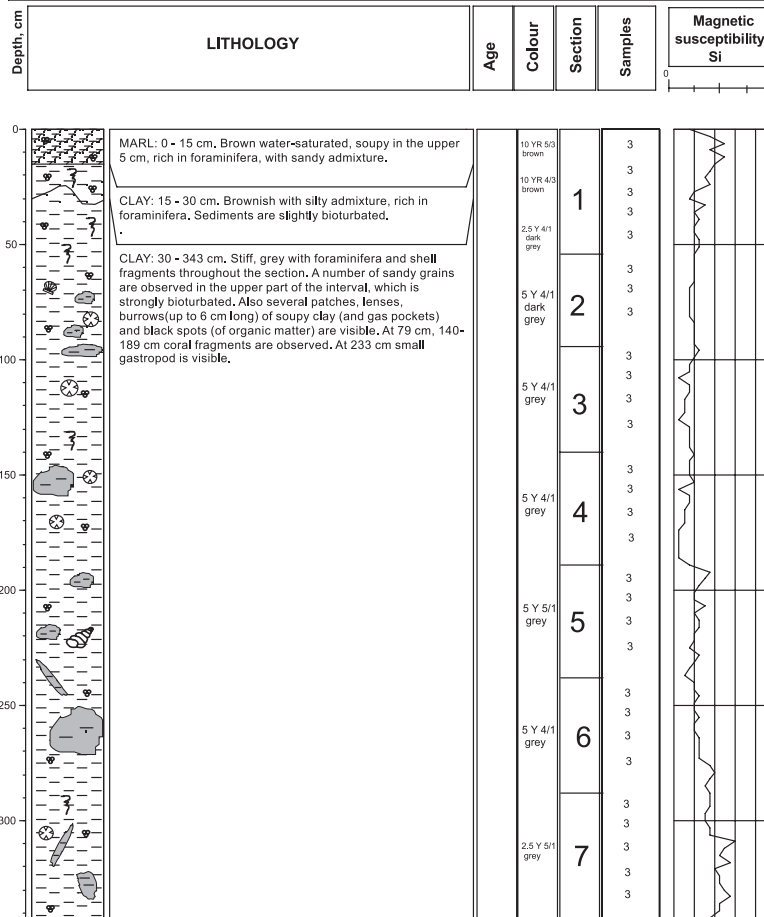 Depth, cm
LITHOLOGY
Age
Colour
Section
Samples
Magnetic
susceptibility
Si
0
0
50
100
150
200
250
300
MARL: 0 - 15 cm. Brown water-saturated, soupy in the upper
5 cm, rich in foraminifera, with sandy admixture.
CLAY: 15 - 30 cm. Brownish with silty admixture, rich in
foraminifera. Sediments are slightly bioturbated.
.
CLAY: 30 - 343 cm. Stiff, grey with foraminifera and shell
fragments throughout the section. A number of sandy grains
are observed in the upper part of the interval, which is
strongly bioturbated. Also several patches, lenses,
burrows(up to 6 cm long) of soupy clay (and gas pockets)
and black spots (of organic matter) are visible. At 79 cm, 140-
189 cm coral fragments are observed. At 233 cm small
gastropod is visible.
10 YR 5/3
brown
10 YR 4/3
brown
2.5 Y 4/1
dark
grey
1
3
3
3
3
3
5 Y 4/1
dark
grey
2
3
3
3
5 Y 4/1
grey
3
3
3
3
3
5 Y 4/1
grey
4
3
3
3
3
5 Y 5/1
grey
5
3
3
3
3
5 Y 4/1
grey
6
3
3
3
3
2.5 Y 5/1
grey
7
3
3
3
3
3